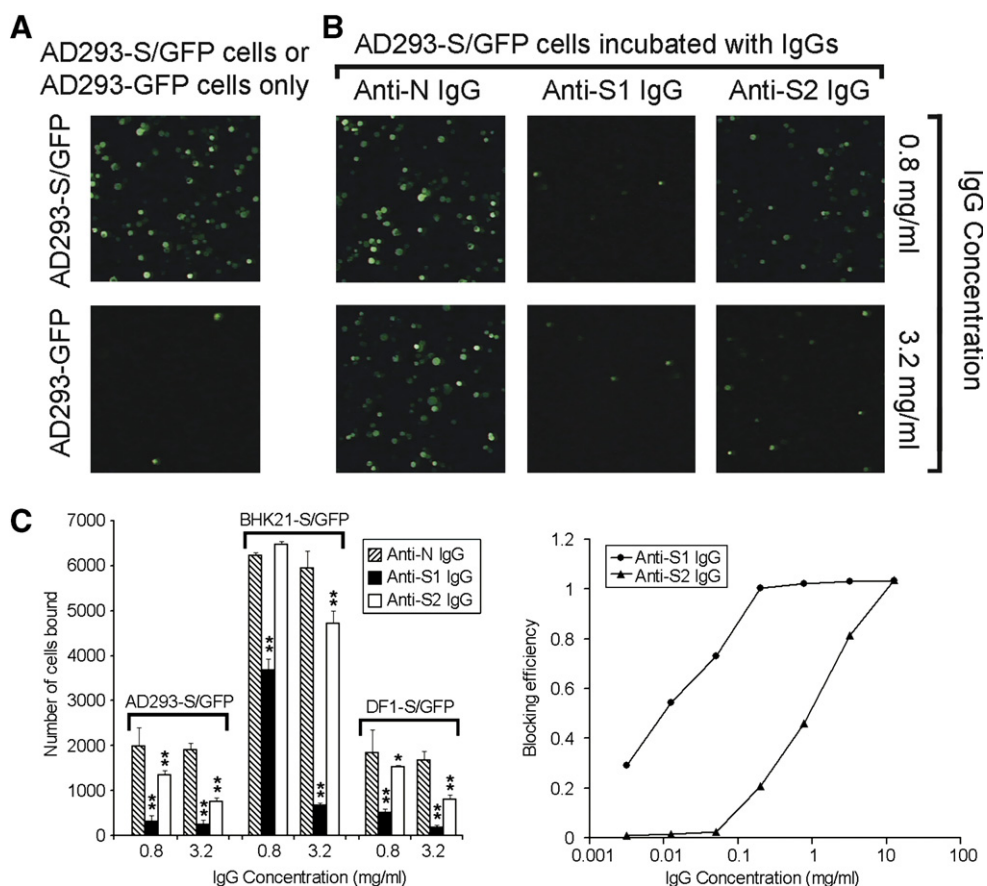 A
AD293-S/GFP cells or
AD293-GFP cells only
AD293-S/GFP
AD293-GFP
B
AD293-S/GFP cells incubated with IgGs
Anti-N IgG
Anti-S1 IgG
Anti-S2 IgG
0.8 mg/ml
3.2 mg/ml
IgG Concentration
C
Number of cells bound
7000
6000
5000
4000
3000
2000
1000
0
AD293-S/GFP
BHK21-S/GFP
DF1-S/GFP
Anti-N IgG
Anti-S1 IgG
Anti-S2 IgG
**
**
**
**
**
**
**
**
*
**
**
0.8
3.2
0.8
3.2
0.8
3.2
IgG Concentration (mg/ml)
Blocking efficiency
1.2
1
0.8
0.6
0.4
0.2
0
Anti-S1 IgG
Anti-S2 IgG
0.001
0.01
0.1
1
10
100
IgG Concentration (mg/ml)